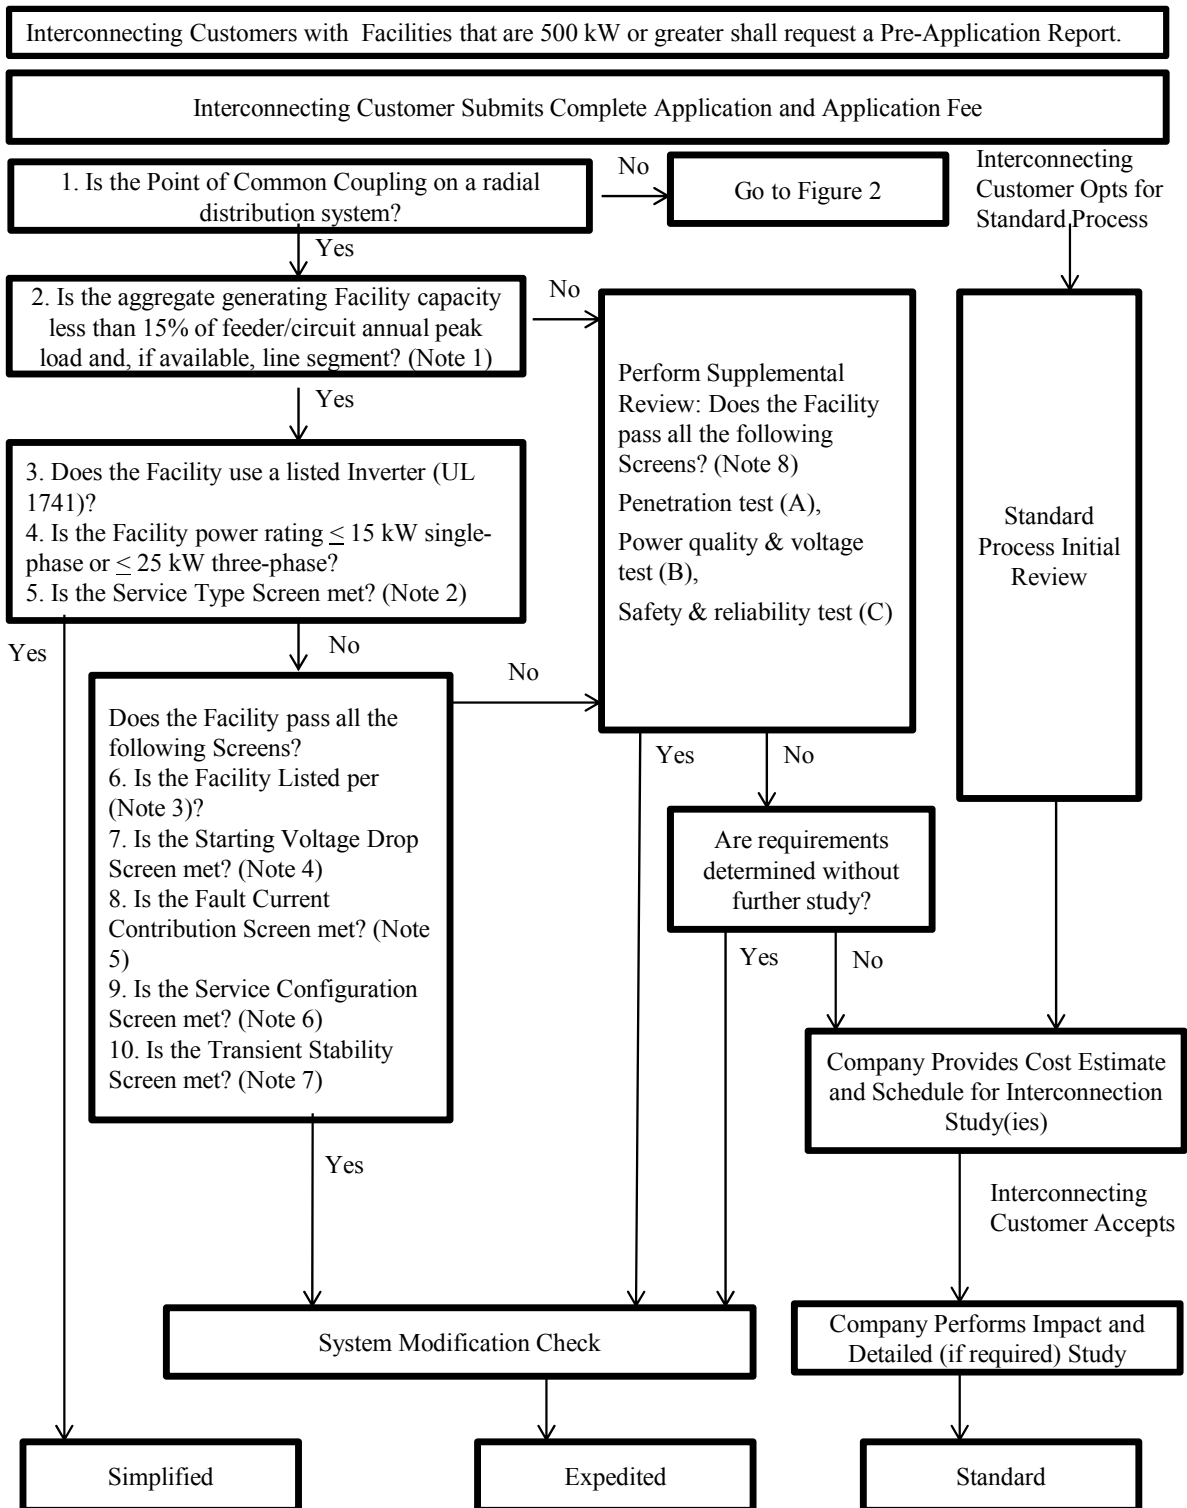 Interconnecting Customers with Facilities that are 500 kW or greater shall request a Pre-Application Report.
Interconnecting Customer Submits Complete Application and Application Fee
1. Is the Point of Common Coupling on a radial
distribution system?
No
Go to Figure 2
Interconnecting
Customer Opts for
Standard Process
Yes
2. Is the aggregate generating Facility capacity
less than 15% of feeder/circuit annual peak
load and, if available, line segment? (Note 1)
No
Yes
Perform Supplemental
Review: Does the Facility
pass all the following
Screens? (Note 8)
Penetration test (A),
Power quality & voltage
test (B),
Safety & reliability test (C)
Standard
Process Initial
Review
3. Does the Facility use a listed Inverter (UL
1741)?
4. Is the Facility power rating ≤ 15 kW single-
phase or ≤ 25 kW three-phase?
5. Is the Service Type Screen met? (Note 2)
Yes
No
No
Does the Facility pass all the
following Screens?
6. Is the Facility Listed per
(Note 3)?
7. Is the Starting Voltage Drop
Screen met? (Note 4)
8. Is the Fault Current
Contribution Screen met? (Note
5)
9. Is the Service Configuration
Screen met? (Note 6)
10. Is the Transient Stability
Screen met? (Note 7)
Yes
No
Are requirements
determined without
further study?
Yes
No
Company Provides Cost Estimate
and Schedule for Interconnection
Study(ies)
Yes
Interconnecting
Customer Accepts
System Modification Check
Company Performs Impact and
Detailed (if required) Study
Simplified
Expedited
Standard